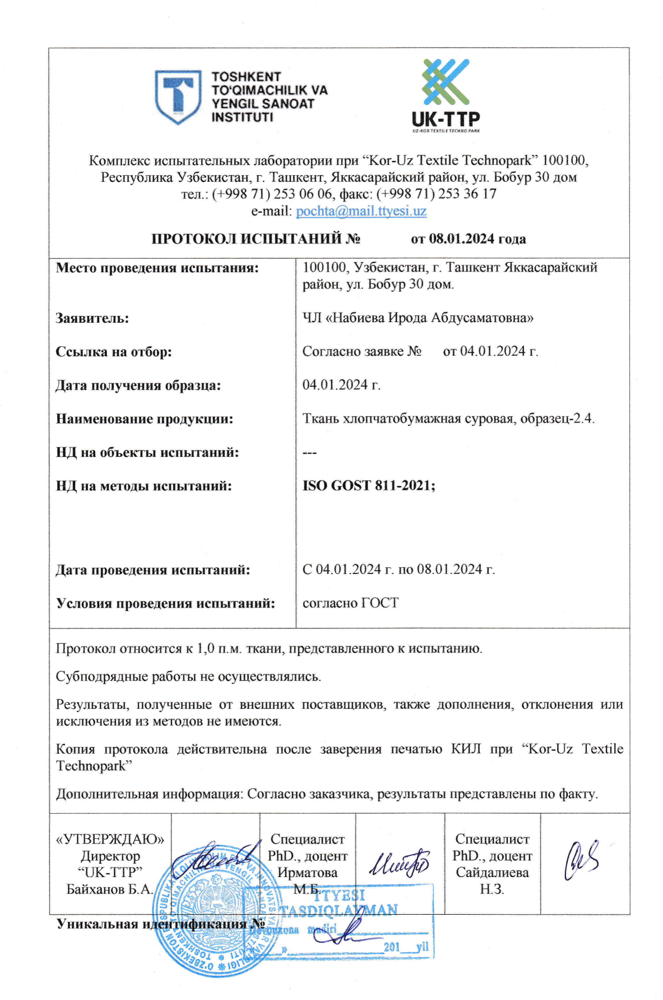 TOSHKENT
TO'QIMACHILIK VA
YENGIL SANOAT
INSTITUTI
UK-TTP
UZ-KOR TEXTILE TECHNO PARK
Комплекс испытательных лаборатории при “Kor-Uz Textile Technopark” 100100,
Республика Узбекистан, г. Ташкент, Яккасарайский район, ул. Бобур 30 дом
тел.: (+998 71) 253 06 06, факс: (+998 71) 253 36 17
e-mail: pochta@mail.ttyesi.uz
ПРОТОКОЛ ИСПЫТАНИЙ № от 08.01.2024 года
Место проведения испытания: 100100, Узбекистан, г. Ташкент Яккасарайский
район, ул. Бобур 30 дом.
Заявитель: ЧЛ «Набиева Ирода Абдусаматовна»
Ссылка на отбор: Согласно заявке № от 04.01.2024 г.
Дата получения образца: 04.01.2024 г.
Наименование продукции: Ткань хлопчатобумажная суровая, образец-2.4.
НД на объекты испытаний: ---
НД на методы испытаний: ISO GOST 811-2021;
Дата проведения испытаний: С 04.01.2024 г. по 08.01.2024 г.
Условия проведения испытаний: согласно ГОСТ
Протокол относится к 1,0 п.м. ткани, представленного к испытанию.
Субподрядные работы не осуществлялись.
Результаты, полученные от внешних поставщиков, также дополнения, отклонения или
исключения из методов не имеются.
Копия протокола действительна после заверения печатью КИЛ при “Kor-Uz Textile
Technopark”
Дополнительная информация: Согласно заказчика, результаты представлены по факту.
«УТВЕРЖДАЮ»
Директор
“UK-TTP”
Байханов Б.А.
Специалист
PhD., доцент
Ирматова
М.Б.
Специалист
PhD., доцент
Сайдалиева
Н.З.
Уникальная идентификация №
TTYESI
TASDIQLAYMAN
Devonxona mudiri
» 201 yil